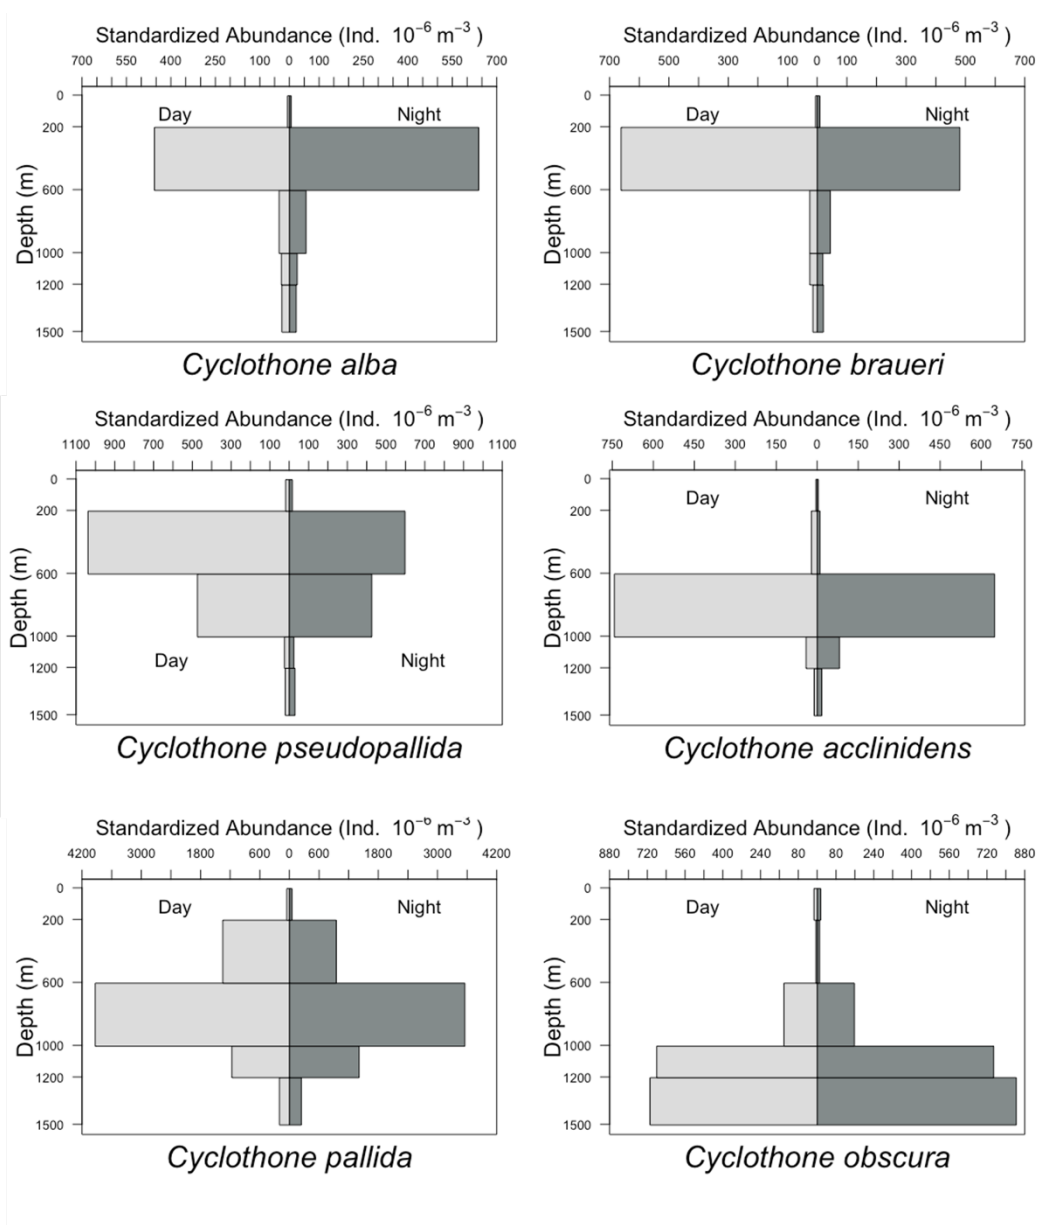 Standardized Abundance (Ind. 10⁻⁶ m⁻³ )
700 550 400 250 100 0 100 250 400 550 700
Day Night
Depth (m)
0
200
600
1000
1200
1500
Cyclothone alba
Standardized Abundance (Ind. 10⁻⁶ m⁻³ )
700 500 300 100 0 100 300 500 700
Day Night
Depth (m)
0
200
600
1000
1200
1500
Cyclothone braueri
Standardized Abundance (Ind. 10⁻⁶ m⁻³ )
1100 900 700 500 300 100 100 300 500 700 900 1100
Depth (m)
0
200
600
1000
1200
1500
Day Night
Cyclothone pseudopallida
Standardized Abundance (Ind. 10⁻⁶ m⁻³ )
750 600 450 300 150 0 150 300 450 600 750
Day Night
Depth (m)
0
200
600
1000
1200
1500
Cyclothone acclinidens
Standardized Abundance (Ind. 10⁻⁶ m⁻³ )
4200 3000 1800 600 0 600 1800 3000 4200
Day Night
Depth (m)
0
200
600
1000
1200
1500
Cyclothone pallida
Standardized Abundance (Ind. 10⁻⁶ m⁻³ )
880 720 560 400 240 80 80 240 400 560 720 880
Day Night
Depth (m)
0
200
600
1000
1200
1500
Cyclothone obscura